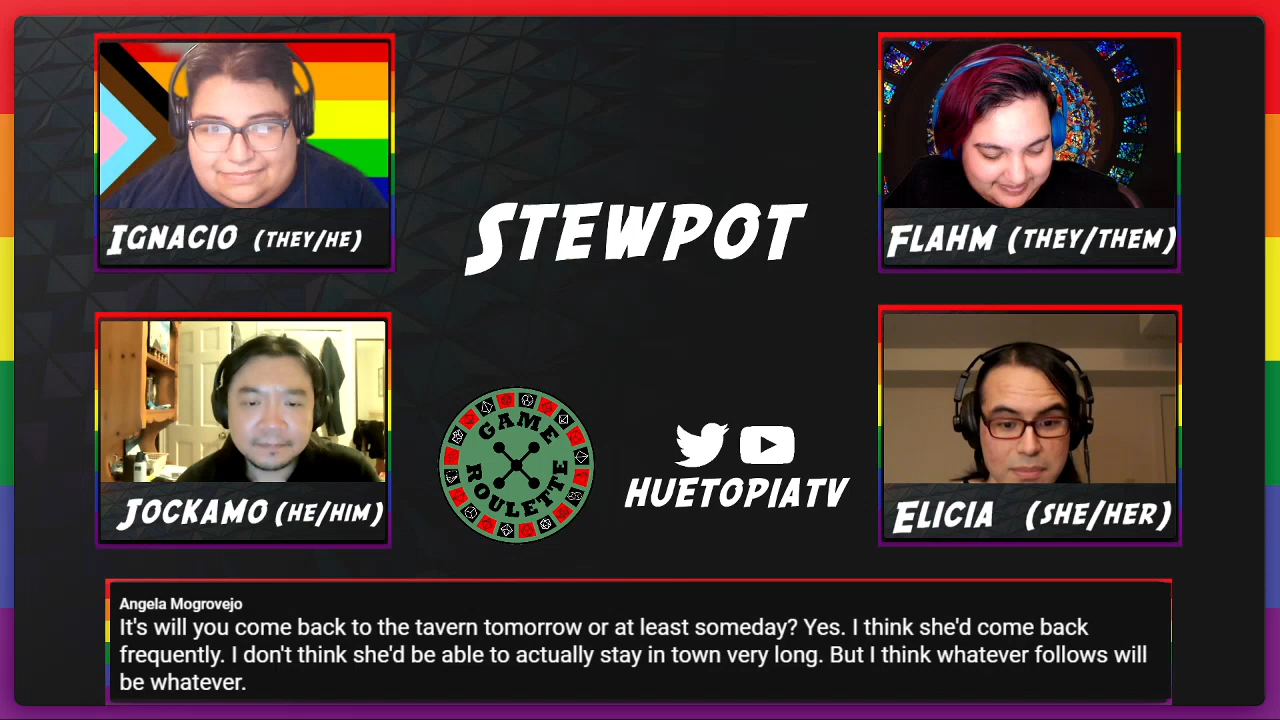 IGNACIO (THEY/HE)
FLAHM (THEY/THEM)
STEWPOT
JOCKAMO (HE/HIM)
GAME
ROULETTE
HUETOPIATV
ELICIA (SHE/HER)
Angela Mogrovejo
It's will you come back to the tavern tomorrow or at least someday? Yes. I think she'd come back
frequently. I don't think she'd be able to actually stay in town very long. But I think whatever follows will
be whatever.